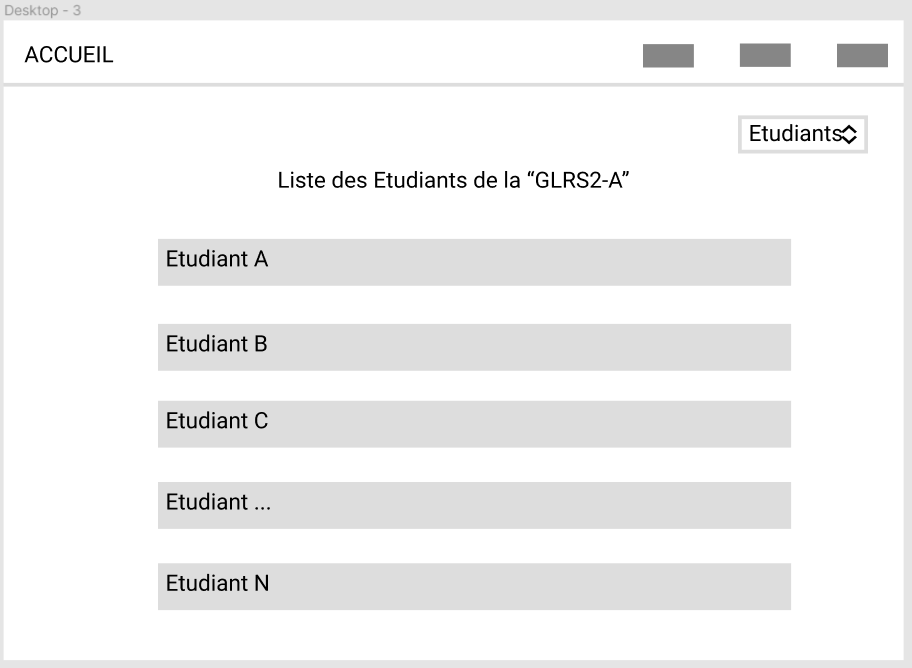 Desktop - 3
ACCUEIL
Etudiants
Liste des Etudiants de la “GLRS2-A”
Etudiant A
Etudiant B
Etudiant C
Etudiant ...
Etudiant N